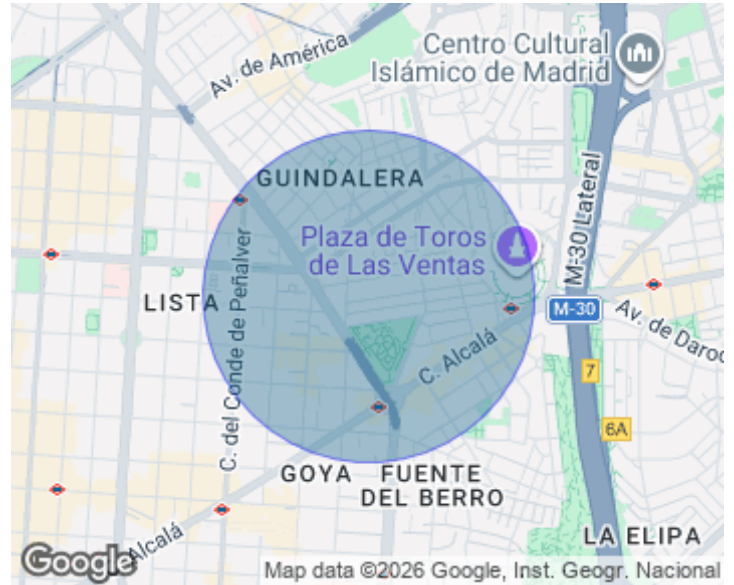 Av. de América
Centro Cultural
Islámico de Madrid
GUINDALERA
M-30 Lateral
Plaza de Toros
de Las Ventas
LISTA
C. del Conde de Peñalver
M-30
Av. de Daroc
C. Alcalá
7
6A
GOYA
FUENTE
DEL BERRO
LA ELIPA
Alcalá
Google
Map data ©2026 Google, Inst. Geogr. Nacional